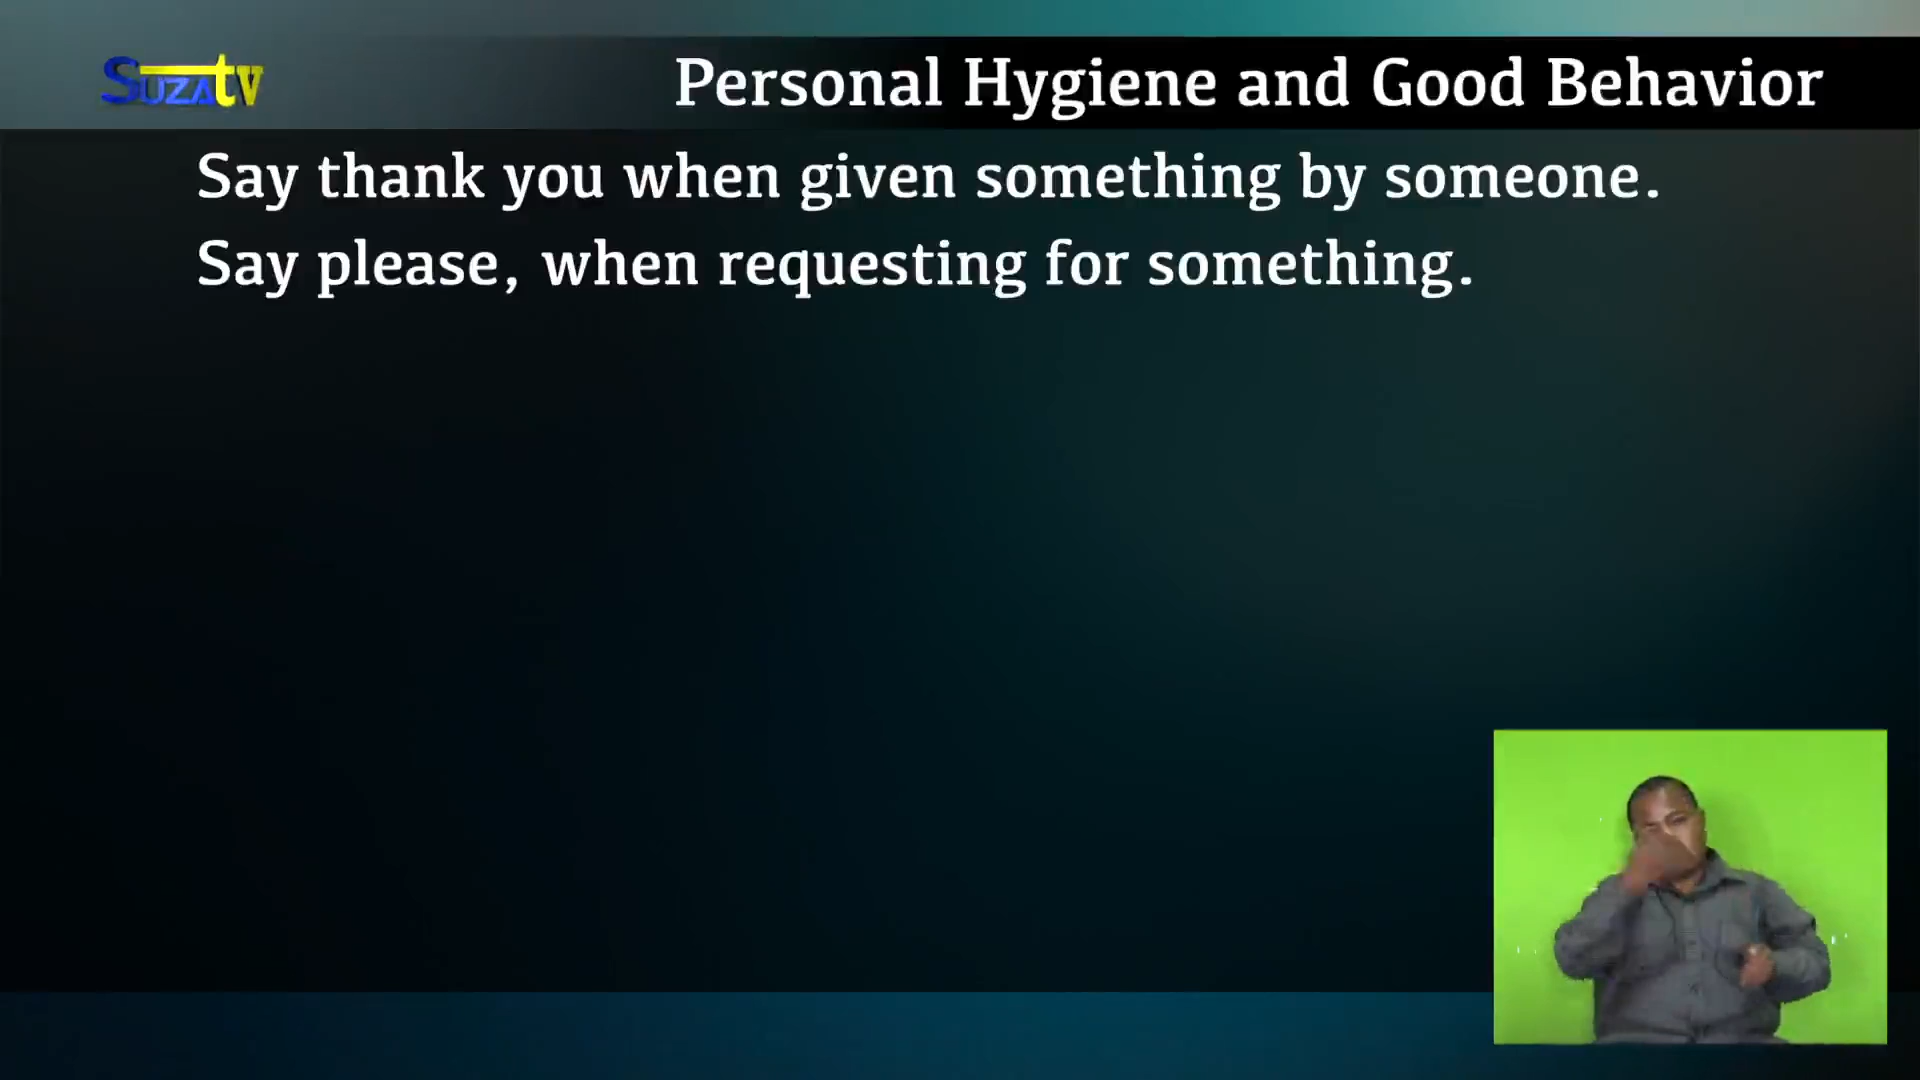 SUZAtv
Personal Hygiene and Good Behavior
Say thank you when given something by someone.
Say please, when requesting for something.